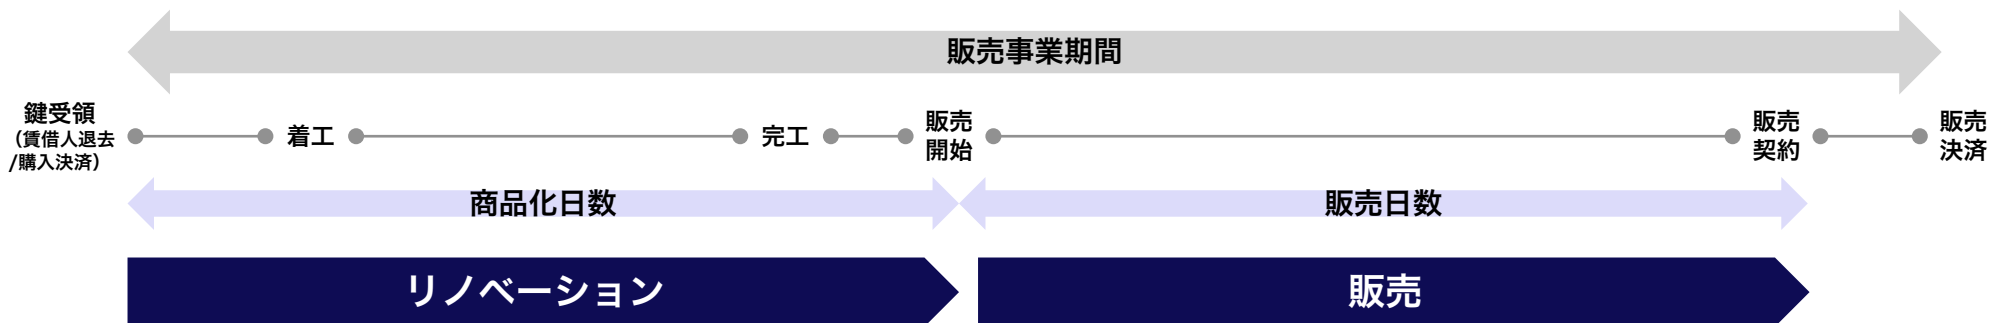 販売事業期間
鍵受領
（賃借人退去
/購入決済）
着工
完工
販売
開始
販売
契約
販売
決済
商品化日数
販売日数
リノベーション
販売